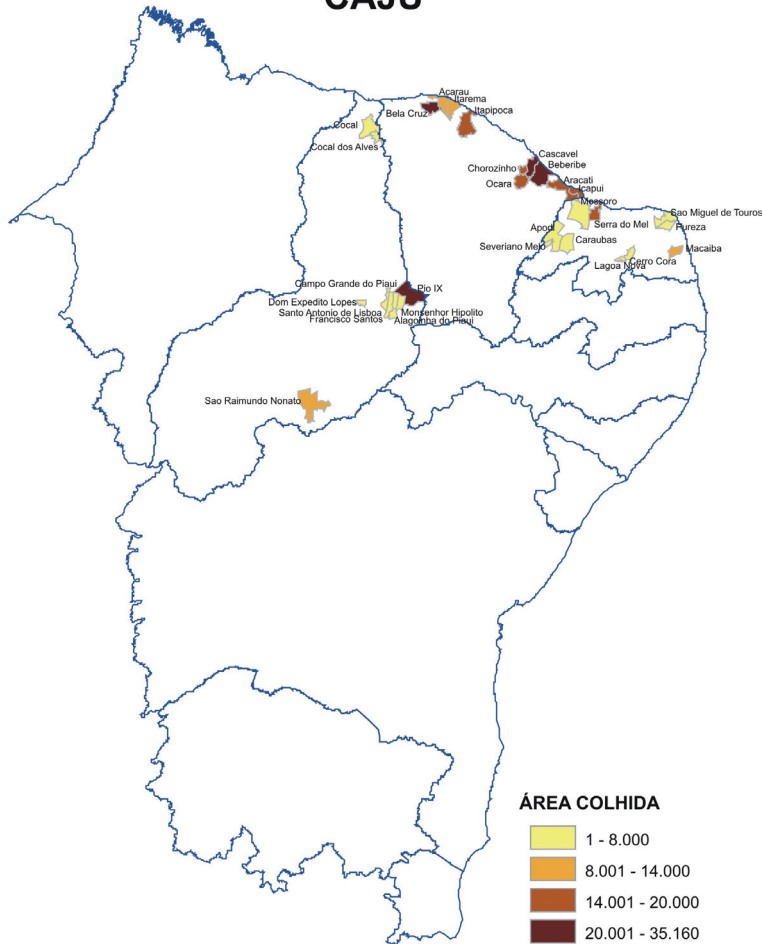 CAJU
Acarau
Itarema
Bela Cruz
Itapipoca
Cocal
Cocal dos Alves
Cascavel
Chorozinho
Beberibe
Ocara
Aracati
Icapui
Mossoro
Sao Miguel de Touros
Serra do Mel
Pureza
Apodi
Caraubas
Severiano Melo
Macaiba
Cerro Cora
Lagoa Nova
Campo Grande do Piaui
Pio IX
Dom Expedito Lopes
Santo Antonio de Lisboa
Monsenhor Hipolito
Francisco Santos
Alagoinha do Piaui
Sao Raimundo Nonato
ÁREA COLHIDA
1 - 8.000
8.001 - 14.000
14.001 - 20.000
20.001 - 35.160